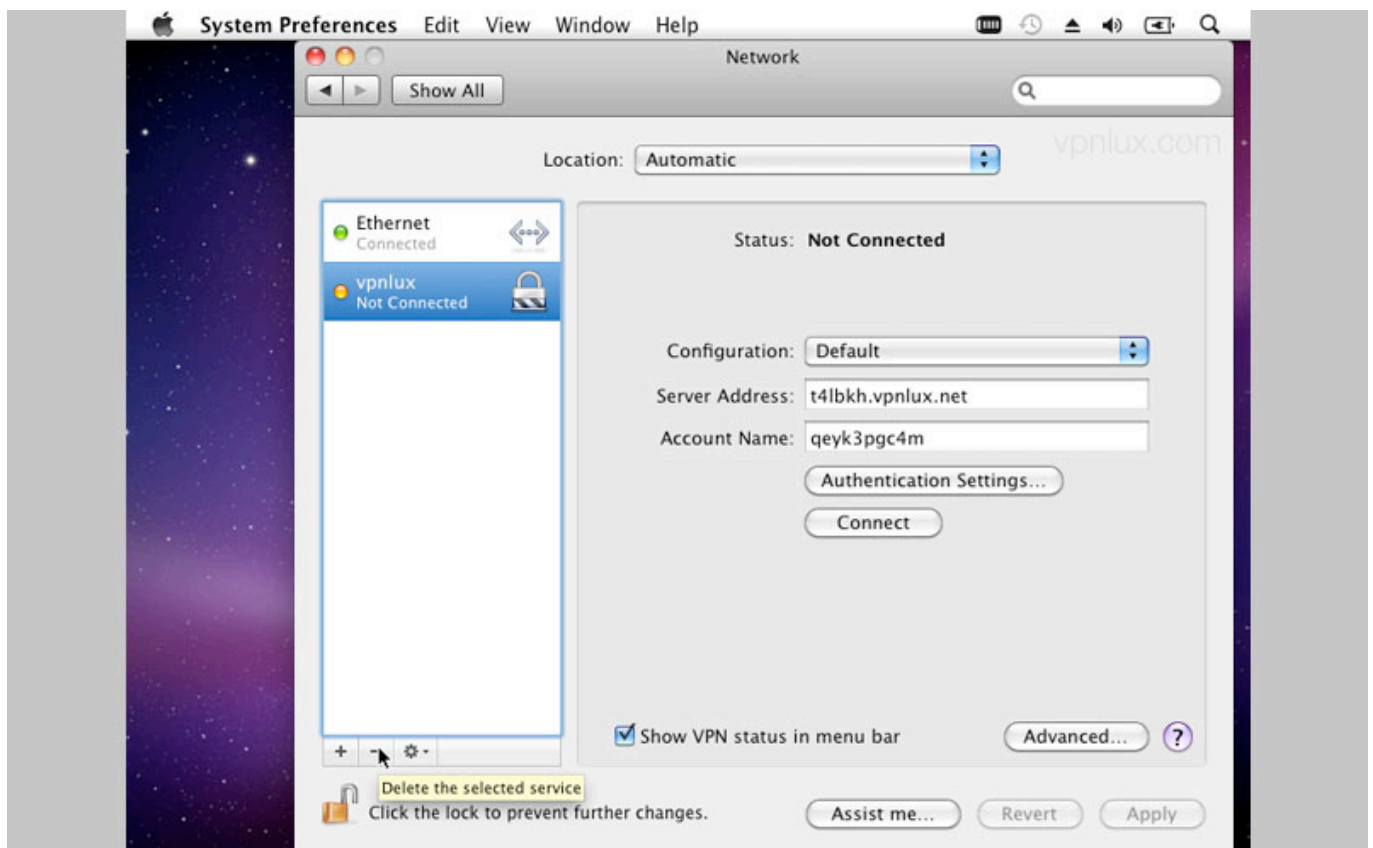 System Preferences Edit View Window Help
Network
Show All
vpnlux.com
Location: Automatic
Ethernet
Connected
vpnlux
Not Connected
Status: Not Connected
Configuration: Default
Server Address: t4lbkh.vpnlux.net
Account Name: qeyk3pgc4m
Authentication Settings...
Connect
Show VPN status in menu bar
Advanced... ?
+ -
Delete the selected service
Click the lock to prevent further changes.
Assist me... Revert Apply